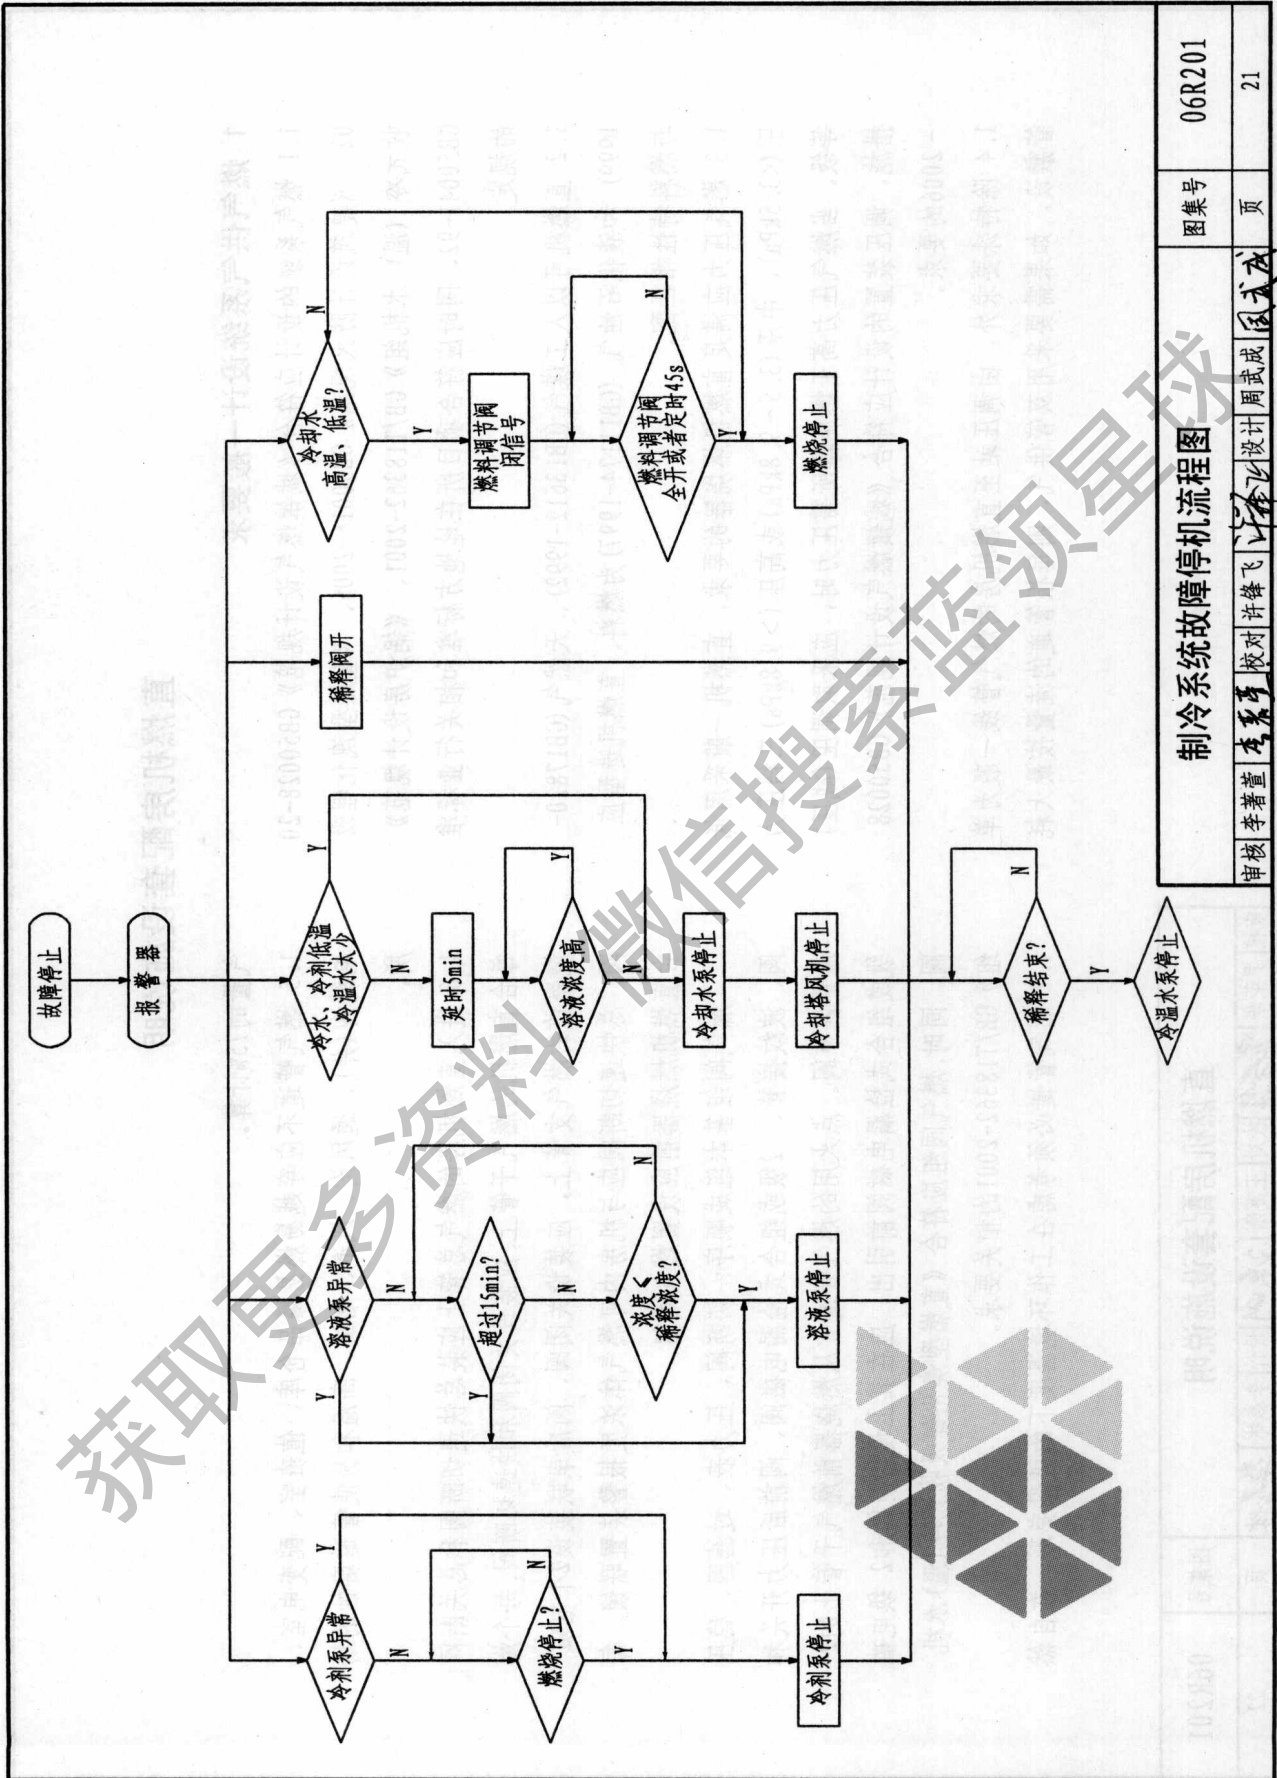 故障停止
报警器
冷剂泵异常
Y
N
燃烧停止?
N
Y
冷剂泵停止
溶液泵异常
Y
N
超过15min?
Y
N
浓度<
稀释浓度?
N
Y
溶液泵停止
冷水、冷剂低温
冷温水太少
Y
N
延时5min
溶液浓度高
Y
N
冷却水泵停止
冷却塔风机停止
稀释阀开
冷却水
高温、低温?
N
Y
燃料调节阀
闭信号
燃料调节阀
全开或者定时45s
N
Y
燃烧停止
稀释结束?
N
Y
冷温水泵停止
制冷系统故障停机流程图
图集号
06R201
审核 李著萱 校对 许锋飞 设计 周武成
页
21
获取更多资料 微信搜索蓝领星球